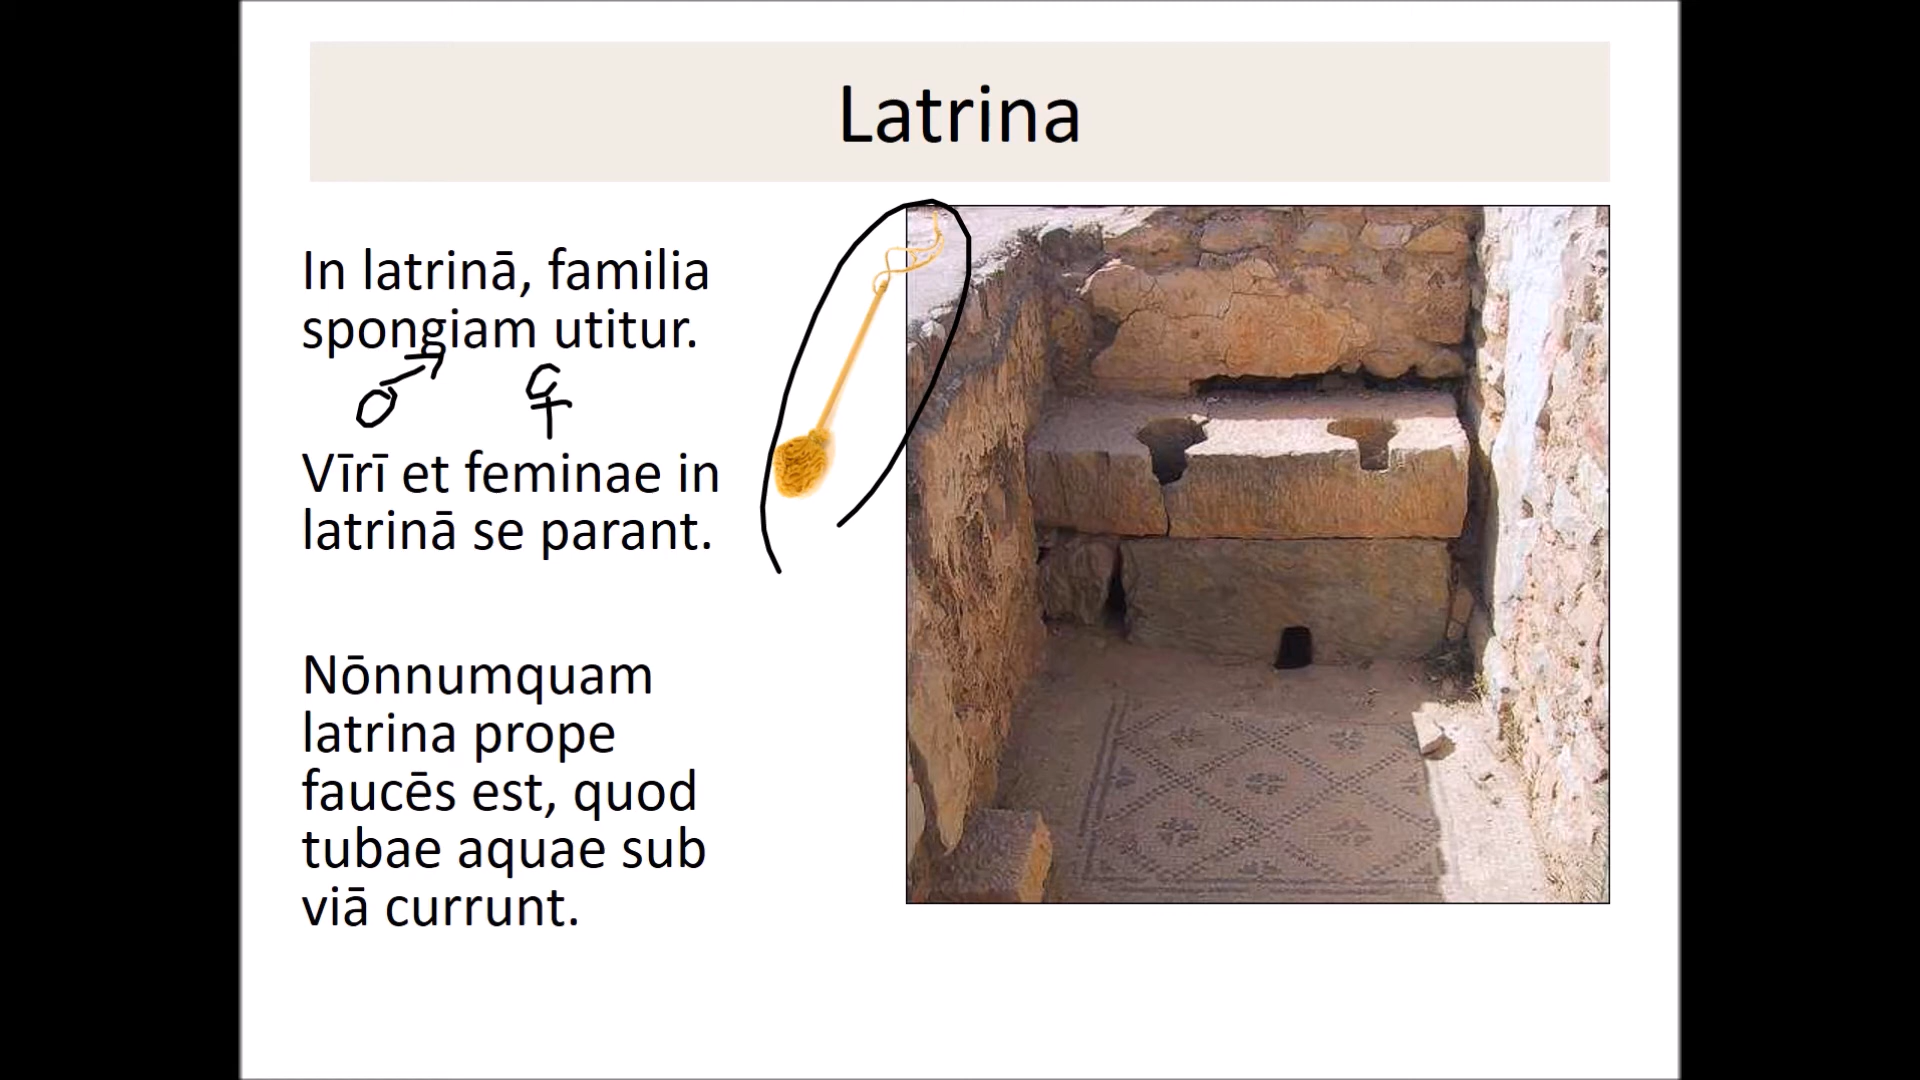 Latrina
In latrinā, familia
spongiam utitur.
Vīrī et feminae in
latrinā se parant.
Nōnnumquam
latrina prope
faucēs est, quod
tubae aquae sub
viā currunt.